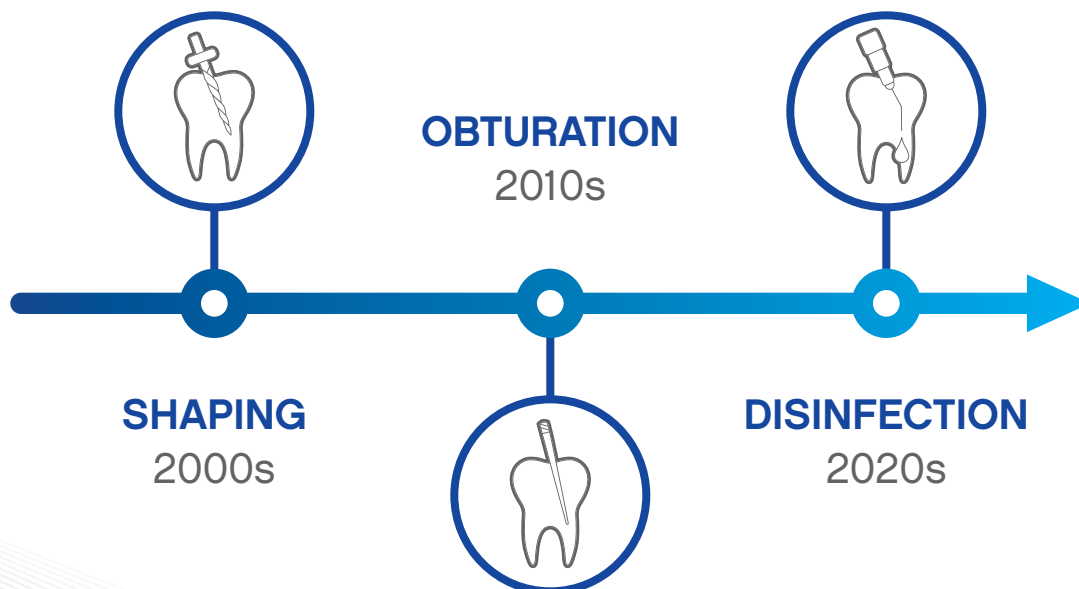 OBTURATION
2010s
SHAPING
2000s
DISINFECTION
2020s